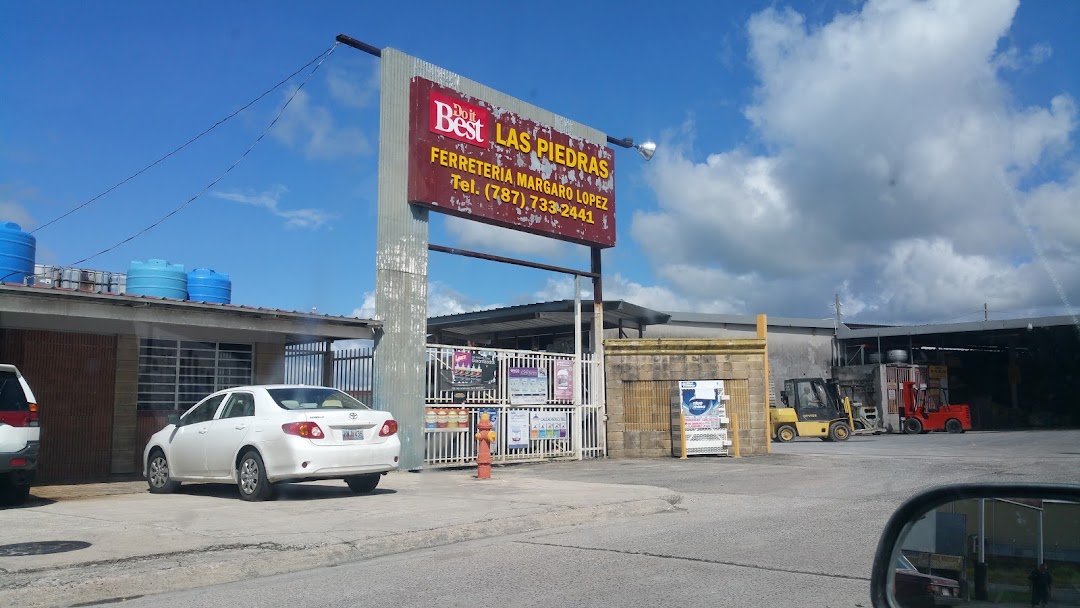 Do it
Best
LAS PIEDRAS
FERRETERIA MARGARO LOPEZ
Tel. (787) 733-2441